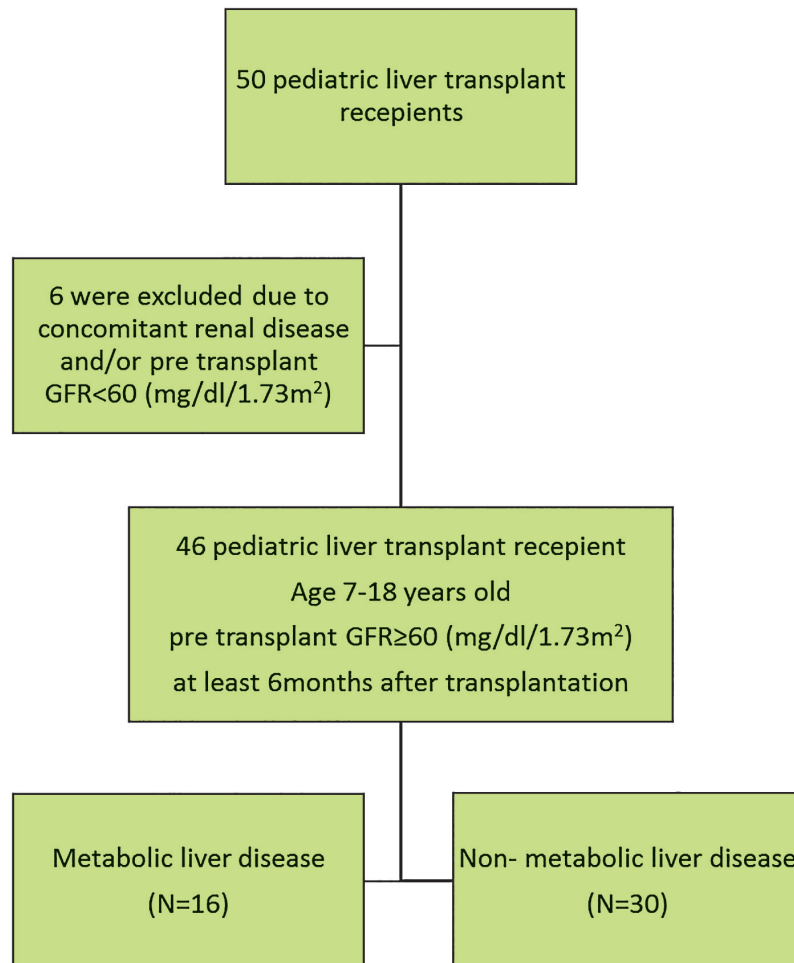 50 pediatric liver transplant
recepients
6 were excluded due to
concomitant renal disease
and/or pre transplant
GFR<60 (mg/dl/1.73m²)
46 pediatric liver transplant recepient
Age 7-18 years old
pre transplant GFR≥60 (mg/dl/1.73m²)
at least 6months after transplantation
Metabolic liver disease
(N=16)
Non- metabolic liver disease
(N=30)